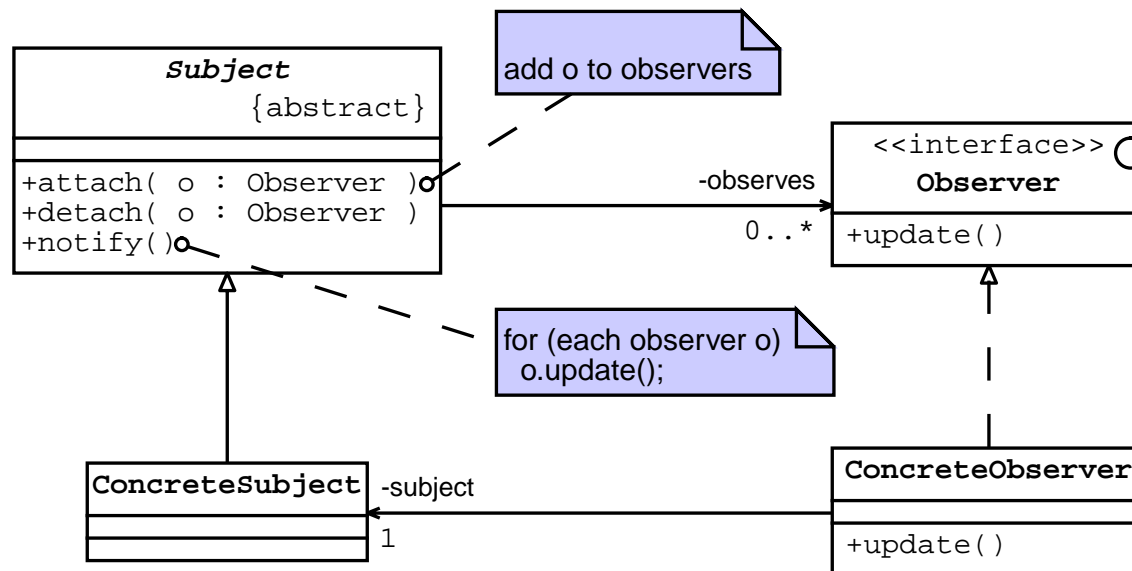 Subject
{abstract}
+attach( o : Observer )
+detach( o : Observer )
+notify()
add o to observers
-observes
0..*
<<interface>>
Observer
+update()
for (each observer o)
o.update();
ConcreteSubject
-subject
1
ConcreteObserver
+update()